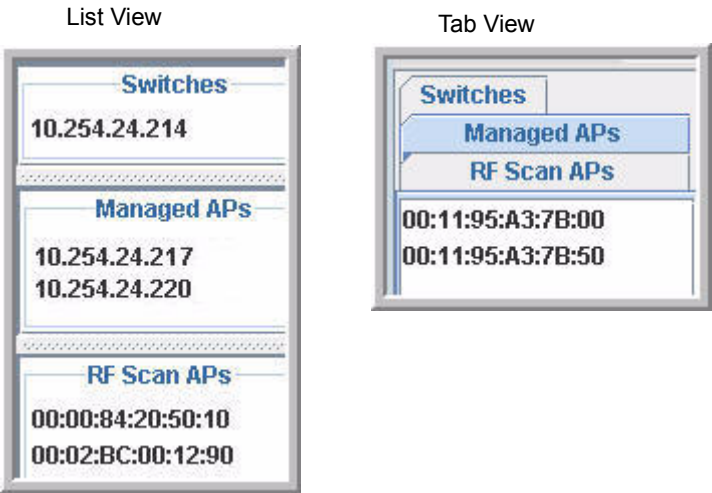 List View
Switches
10.254.24.214
Managed APs
10.254.24.217
10.254.24.220
RF Scan APs
00:00:84:20:50:10
00:02:BC:00:12:90
Tab View
Switches
Managed APs
RF Scan APs
00:11:95:A3:7B:00
00:11:95:A3:7B:50